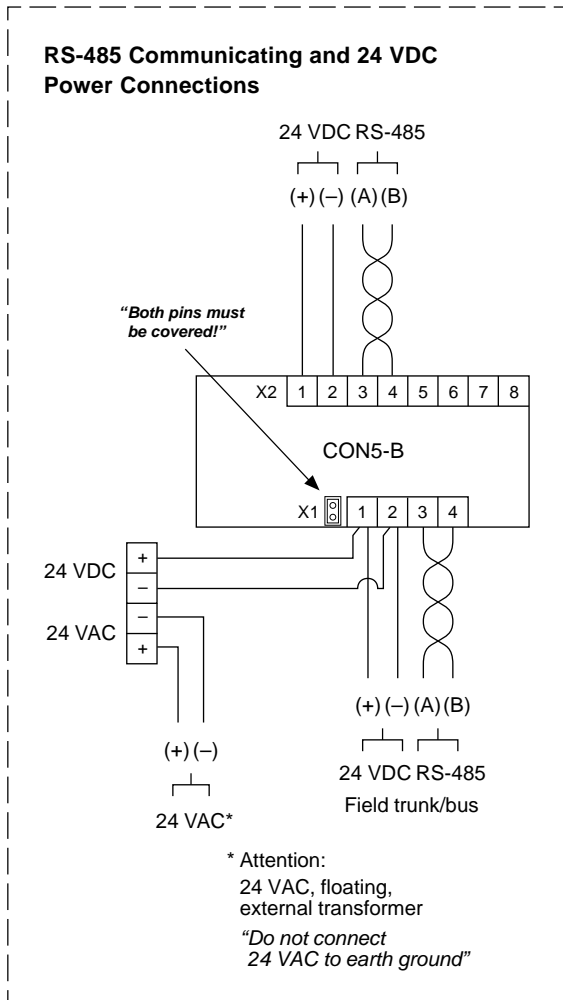 RS-485 Communicating and 24 VDC
Power Connections
24 VDC RS-485
(+) (–) (A) (B)
“Both pins must
be covered!”
X2 1 2 3 4 5 6 7 8
CON5-B
X1 1 2 3 4
24 VDC + –
24 VAC – +
(+) (–) (A) (B)
24 VDC RS-485
Field trunk/bus
(+) (–)
24 VAC*
* Attention:
24 VAC, floating,
external transformer
“Do not connect
24 VAC to earth ground”